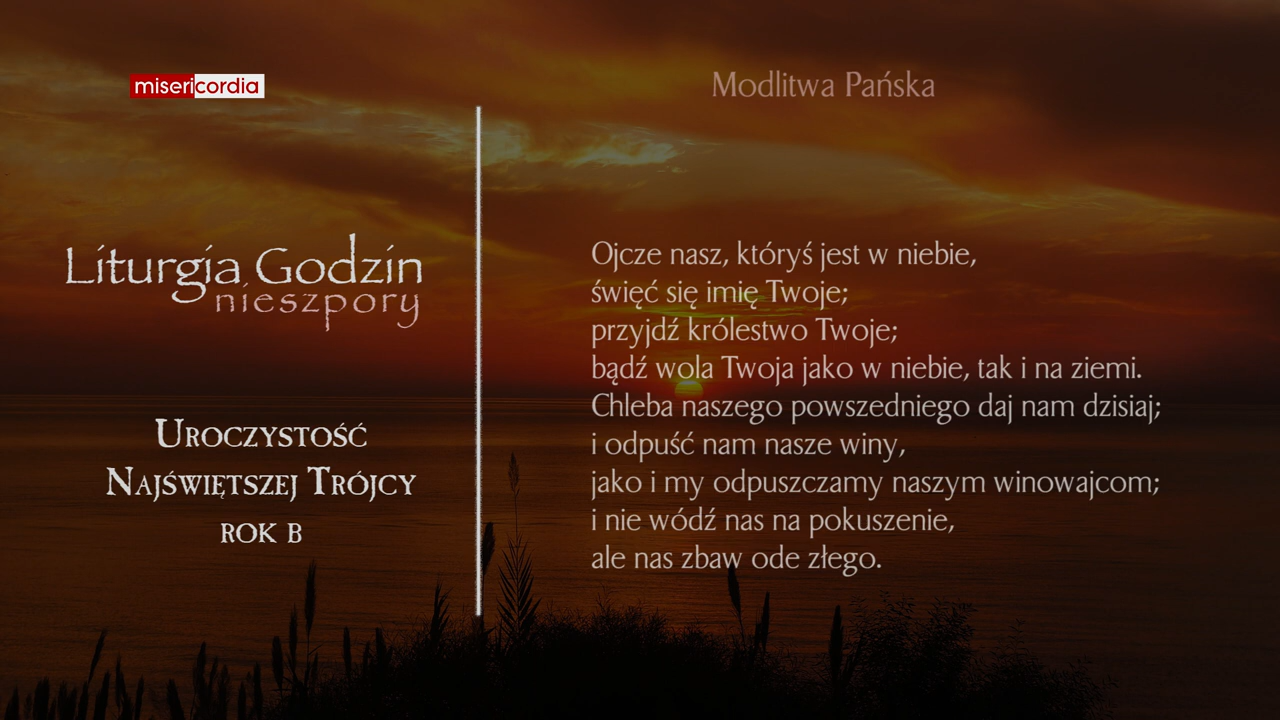 misericordia
Liturgia Godzin
nieszpory
Uroczystość
Najświętszej Trójcy
rok B
Modlitwa Pańska
Ojcze nasz, któryś jest w niebie,
święć się imię Twoje;
przyjdź królestwo Twoje;
bądź wola Twoja jako w niebie, tak i na ziemi.
Chleba naszego powszedniego daj nam dzisiaj;
i odpuść nam nasze winy,
jako i my odpuszczamy naszym winowajcom;
i nie wódź nas na pokuszenie,
ale nas zbaw ode złego.